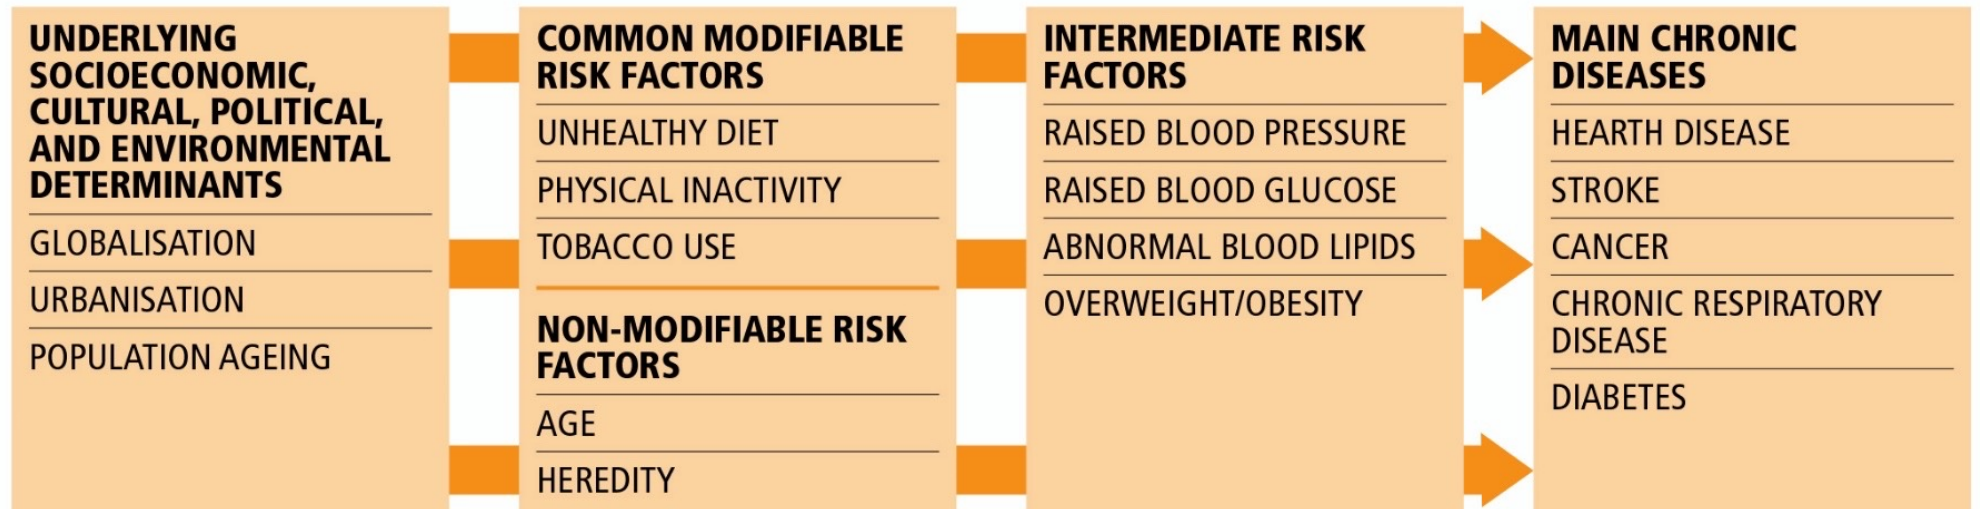 UNDERLYING
SOCIOECONOMIC,
CULTURAL, POLITICAL,
AND ENVIRONMENTAL
DETERMINANTS
GLOBALISATION
URBANISATION
POPULATION AGEING
COMMON MODIFIABLE
RISK FACTORS
UNHEALTHY DIET
PHYSICAL INACTIVITY
TOBACCO USE
NON-MODIFIABLE RISK
FACTORS
AGE
HEREDITY
INTERMEDIATE RISK
FACTORS
RAISED BLOOD PRESSURE
RAISED BLOOD GLUCOSE
ABNORMAL BLOOD LIPIDS
OVERWEIGHT/OBESITY
MAIN CHRONIC
DISEASES
HEARTH DISEASE
STROKE
CANCER
CHRONIC RESPIRATORY
DISEASE
DIABETES